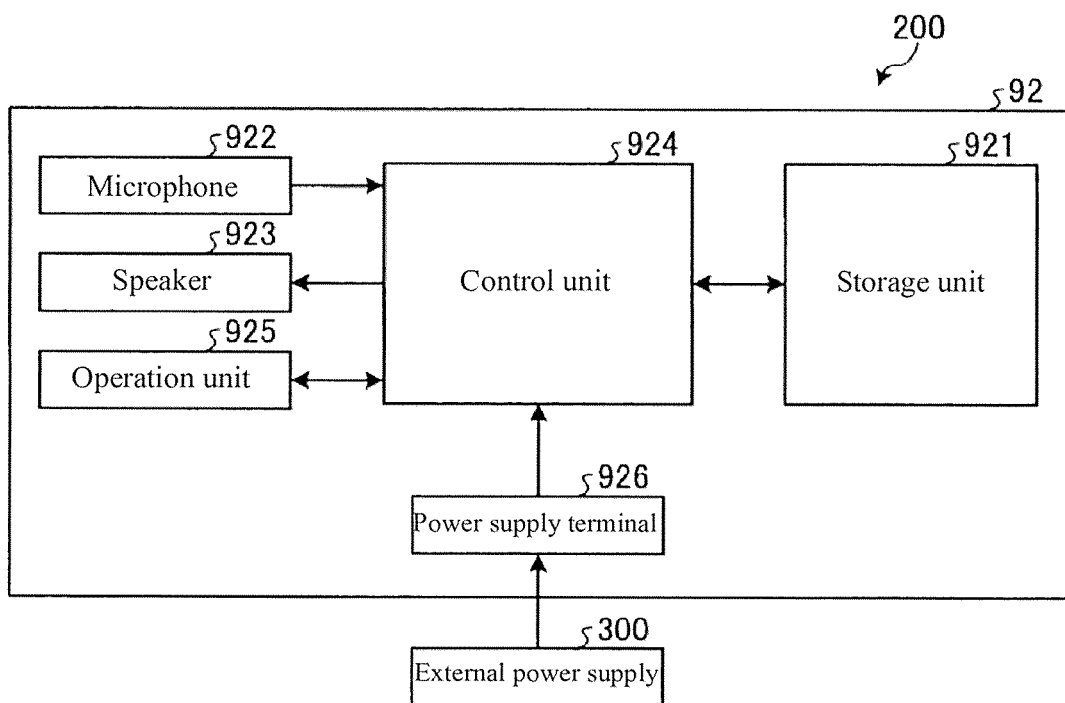 200
92
922
Microphone
924
Control unit
921
Storage unit
923
Speaker
925
Operation unit
926
Power supply terminal
300
External power supply